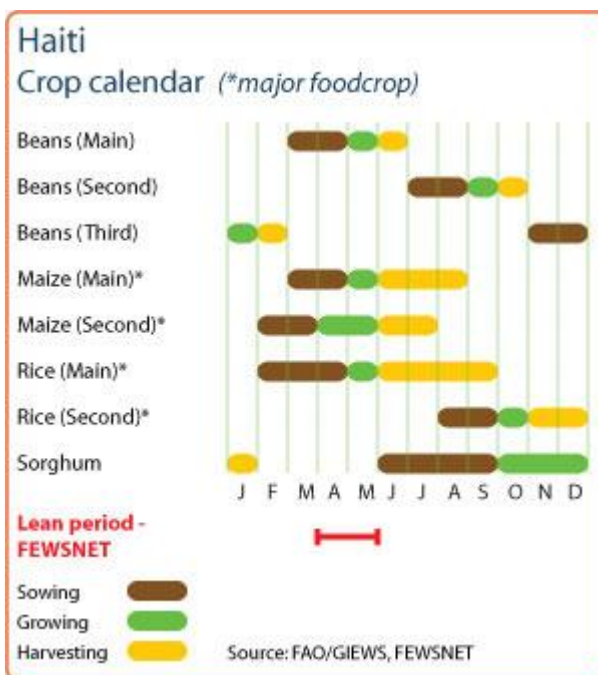 Haiti
Crop calendar (*major foodcrop)
Beans (Main)
Beans (Second)
Beans (Third)
Maize (Main)*
Maize (Second)*
Rice (Main)*
Rice (Second)*
Sorghum
J F M A M J J A S O N D
Lean period -
FEWSNET
Sowing
Growing
Harvesting
Source: FAO/GIEWS, FEWSNET